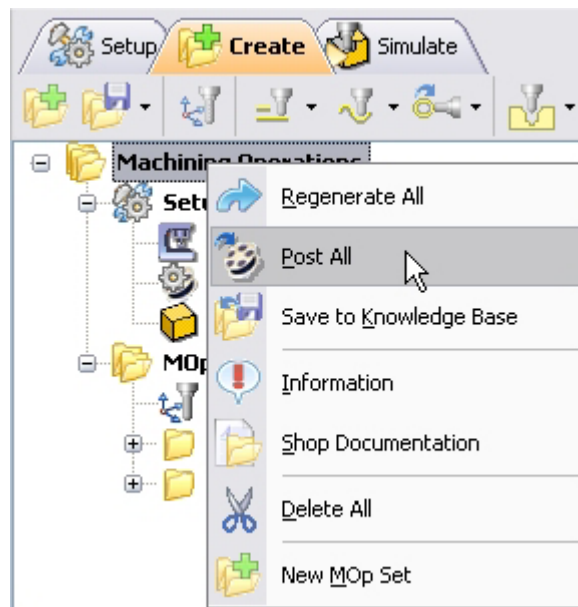 Setup Create Simulate
Machining Operations
Regenerate All
Post All
Save to Knowledge Base
Information
Shop Documentation
Delete All
New MOp Set